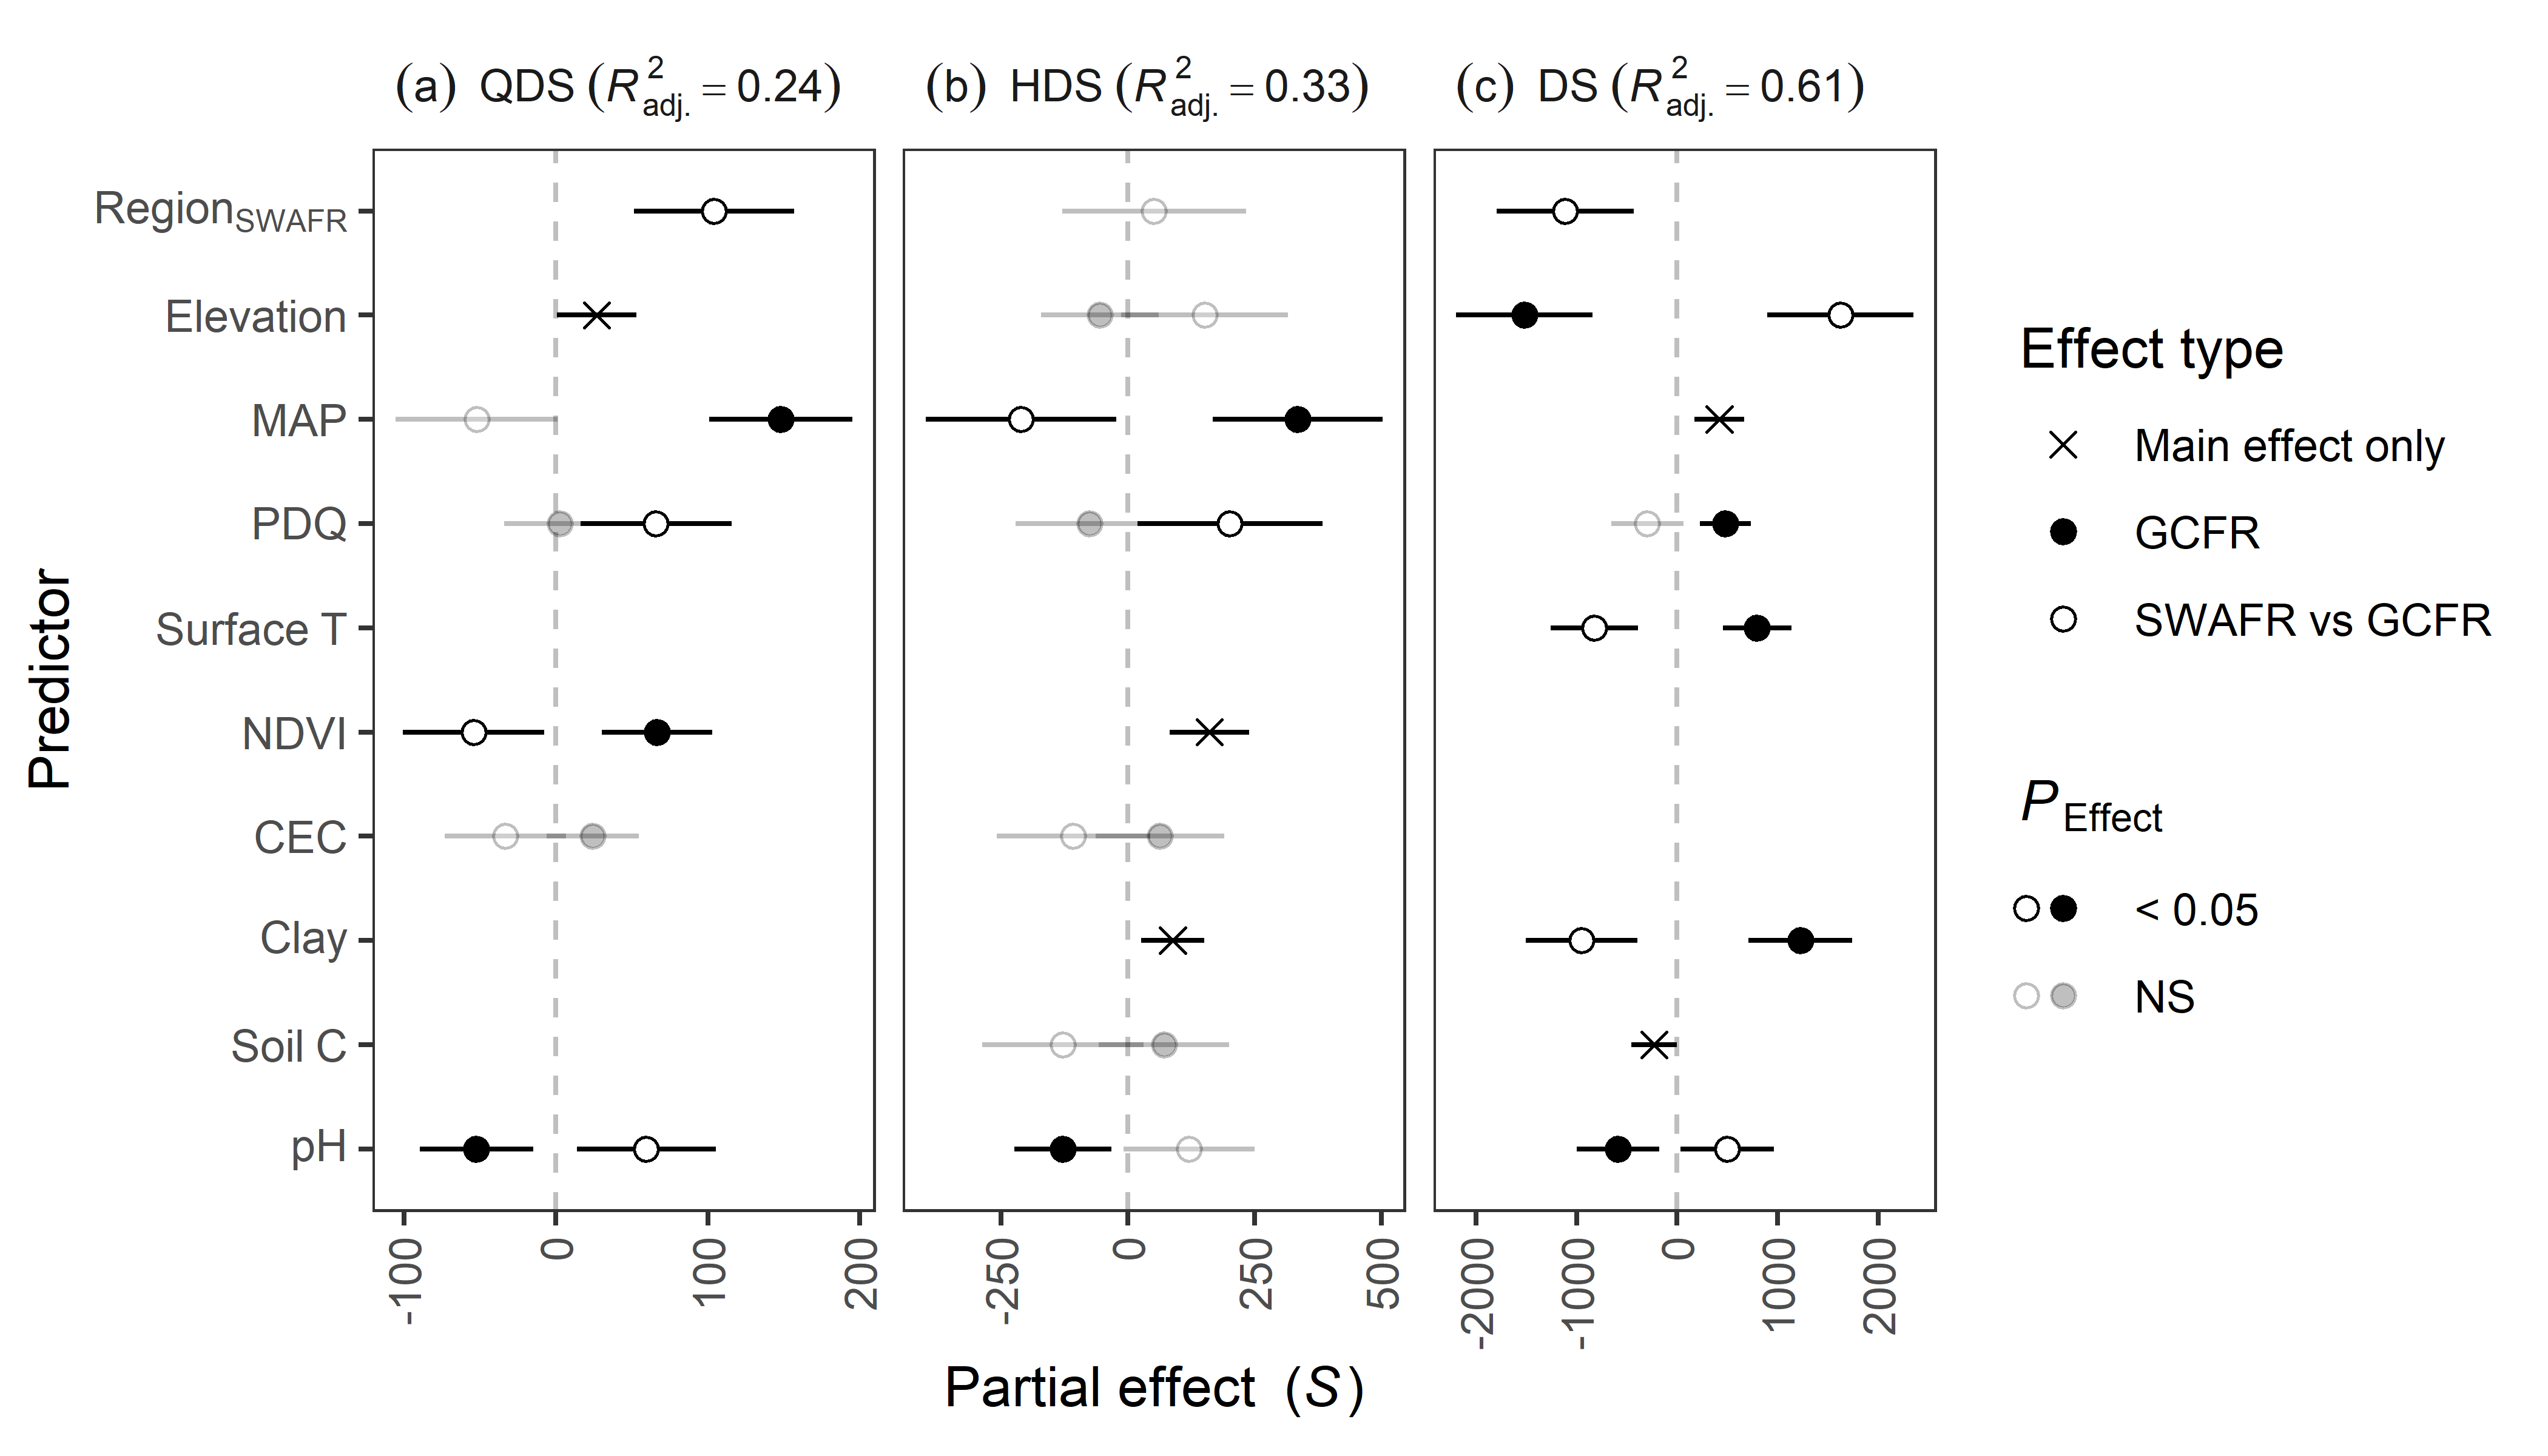 (a) QDS (R²adj. = 0.24)
(b) HDS (R²adj. = 0.33)
(c) DS (R²adj. = 0.61)
Predictor
RegionSWAFR
Elevation
MAP
PDQ
Surface T
NDVI
CEC
Clay
Soil C
pH
-100 0 100 200
-250 0 250 500
-2000 -1000 0 1000 2000
Partial effect (S)
Effect type
Main effect only
GCFR
SWAFR vs GCFR
PEffect
< 0.05
NS